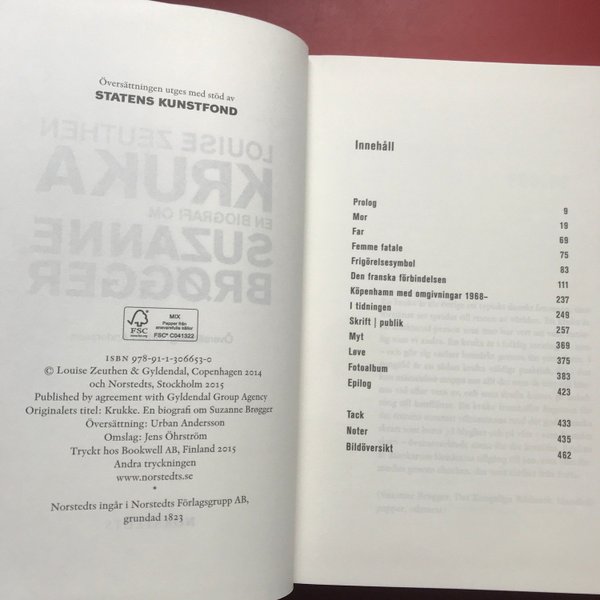 Översättningen utges med stöd av
STATENS KUNSTFOND
LOUISE ZEUTHEN
KRUKA
EN BIOGRAFI OM
SUZANNE
BRØGGER
FSC
MIX
Papper från
ansvarsfulla källor
FSC® C041322
ISBN 978-91-1-306653-0
© Louise Zeuthen & Gyldendal, Copenhagen 2014
och Norstedts, Stockholm 2015
Published by agreement with Gyldendal Group Agency
Originalets titel: Krukke. En biografi om Suzanne Brøgger
Översättning: Urban Andersson
Omslag: Jens Öhrström
Tryckt hos Bookwell AB, Finland 2015
Andra tryckningen
www.norstedts.se
*
Norstedts ingår i Norstedts Förlagsgrupp AB,
grundad 1823
Innehåll
Prolog 9
Mor 19
Far 69
Femme fatale 75
Frigörelsesymbol 83
Den franska förbindelsen 111
Köpenhamn med omgivningar 1968– 237
I tidningen 249
Skrift | publik 257
Myt 369
Løve 375
Fotoalbum 383
Epilog 423
Tack 433
Noter 435
Bildöversikt 462